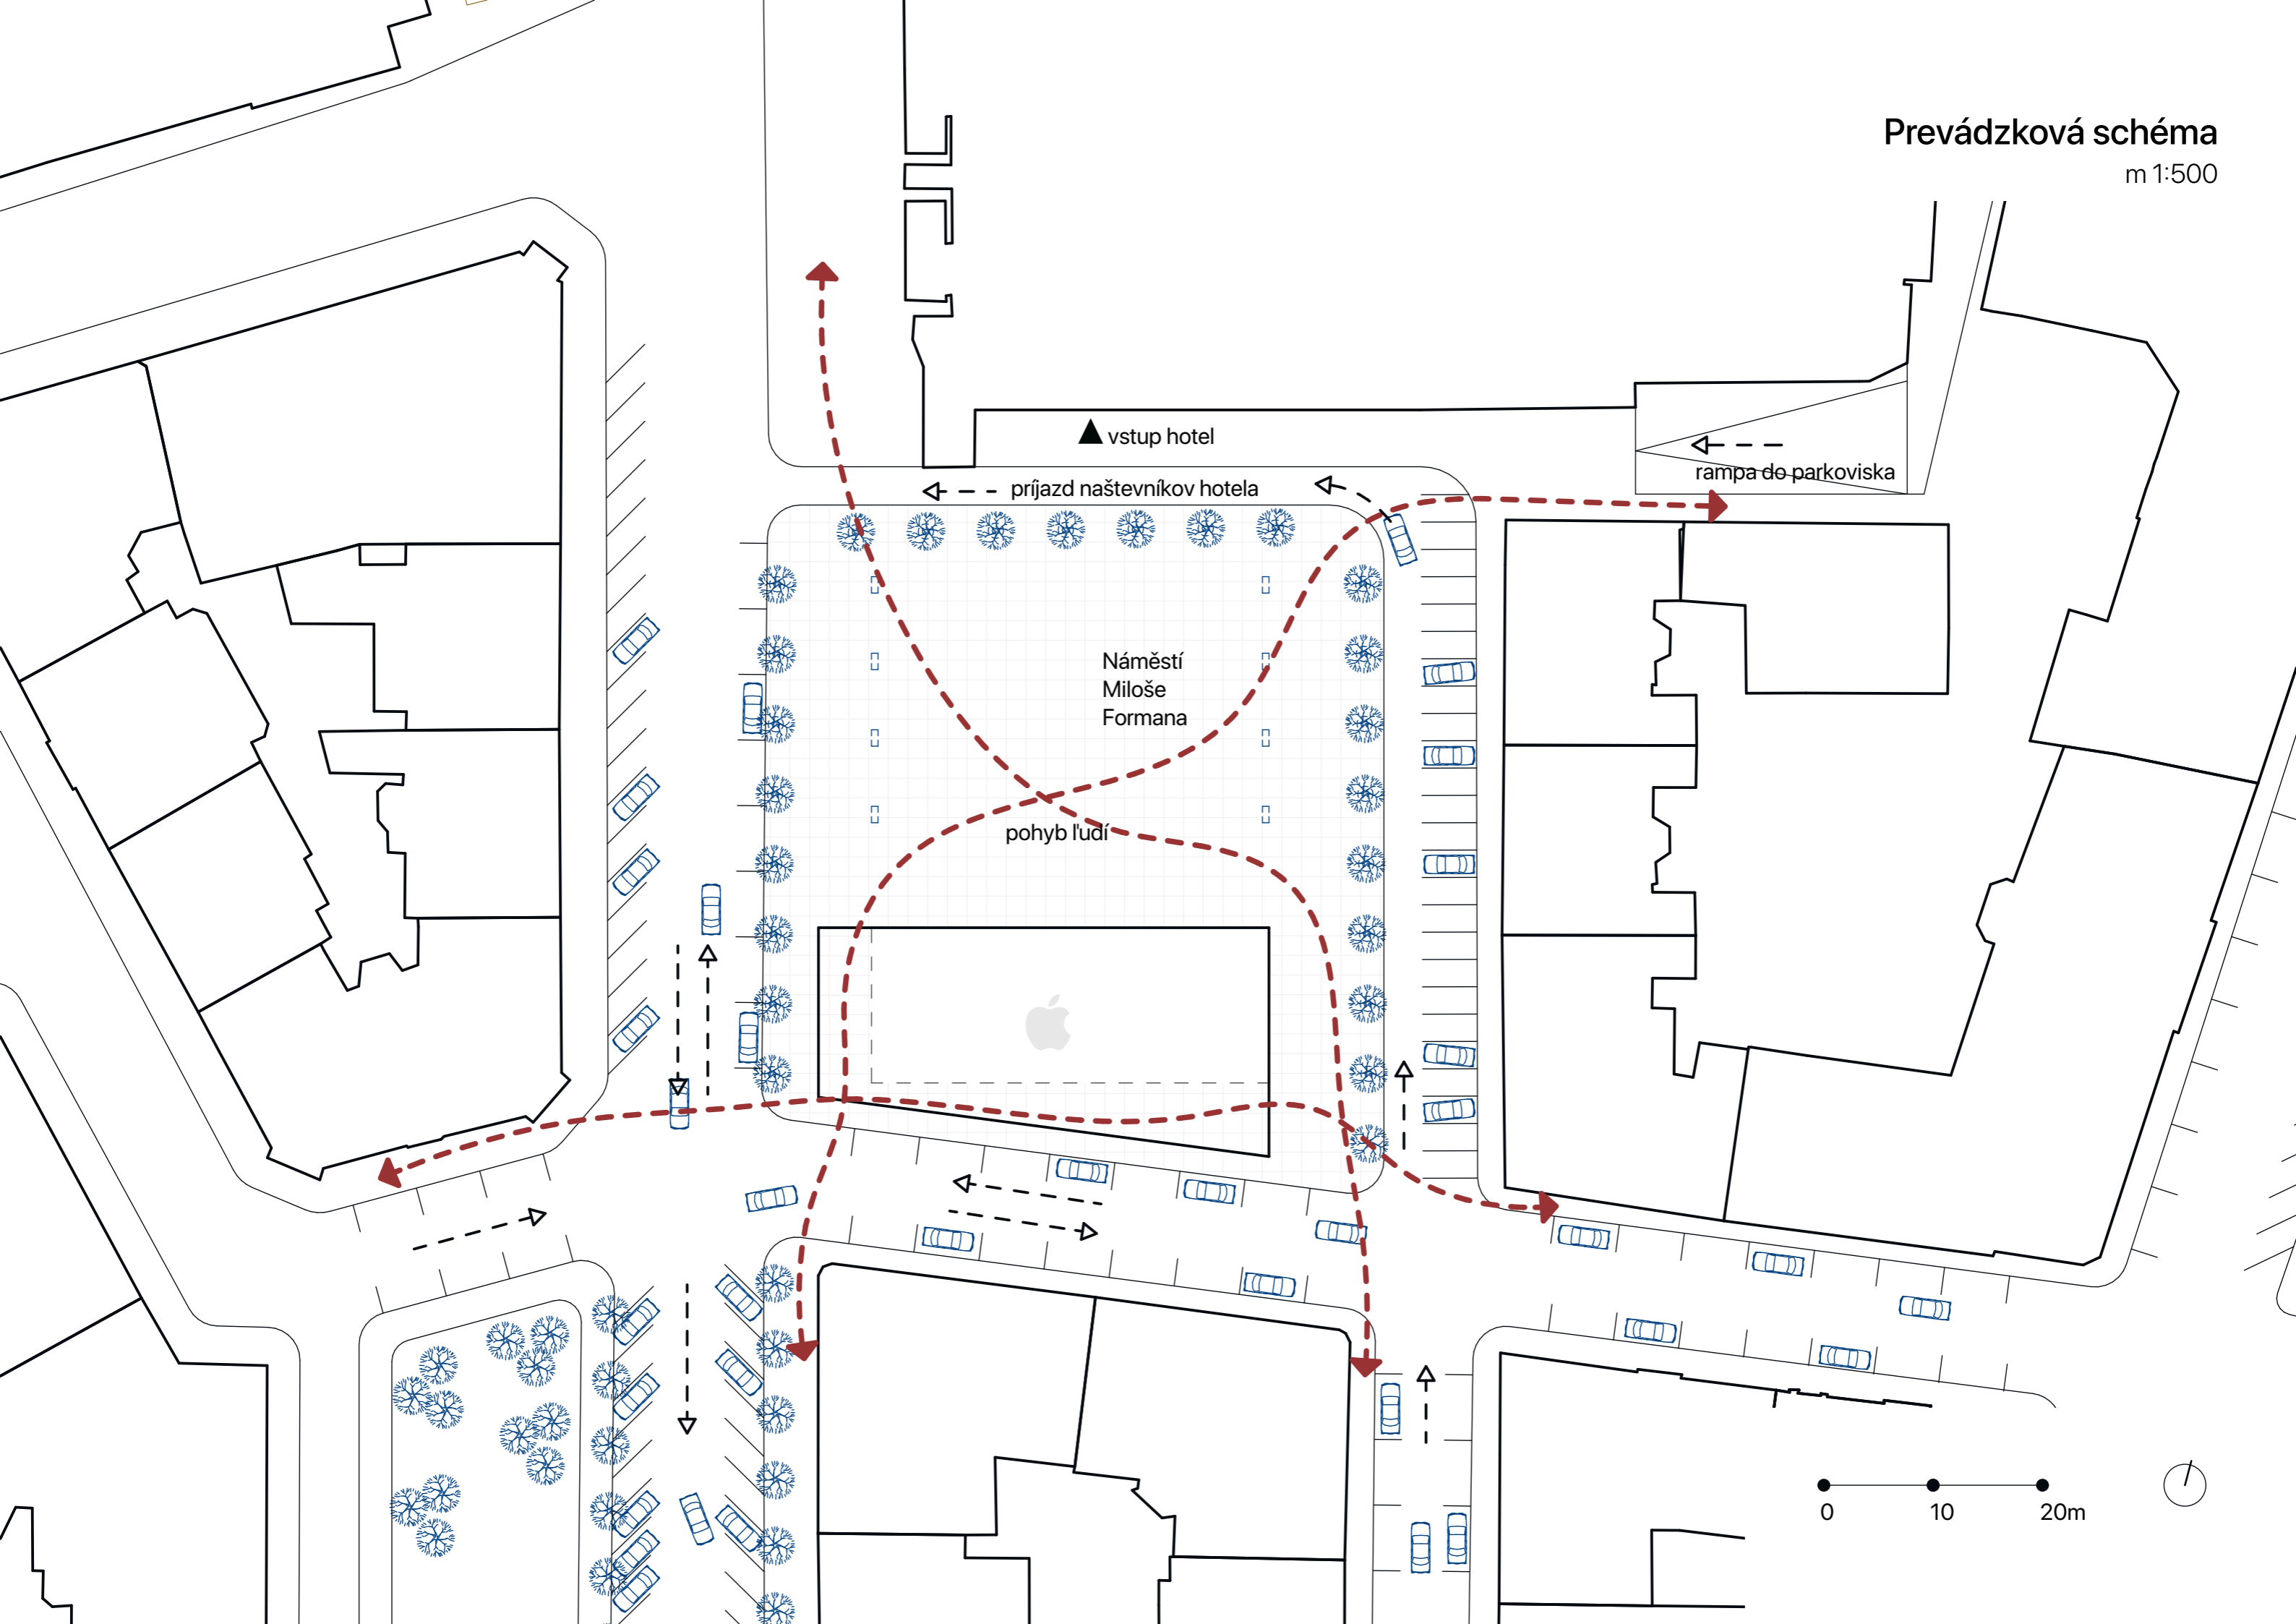 Prevádzková schéma
m 1:500
vstup hotel
rampa do parkoviska
príjazd naštevníkov hotela
Náměstí
Miloše
Formana
pohyb ľudí
0
10
20m